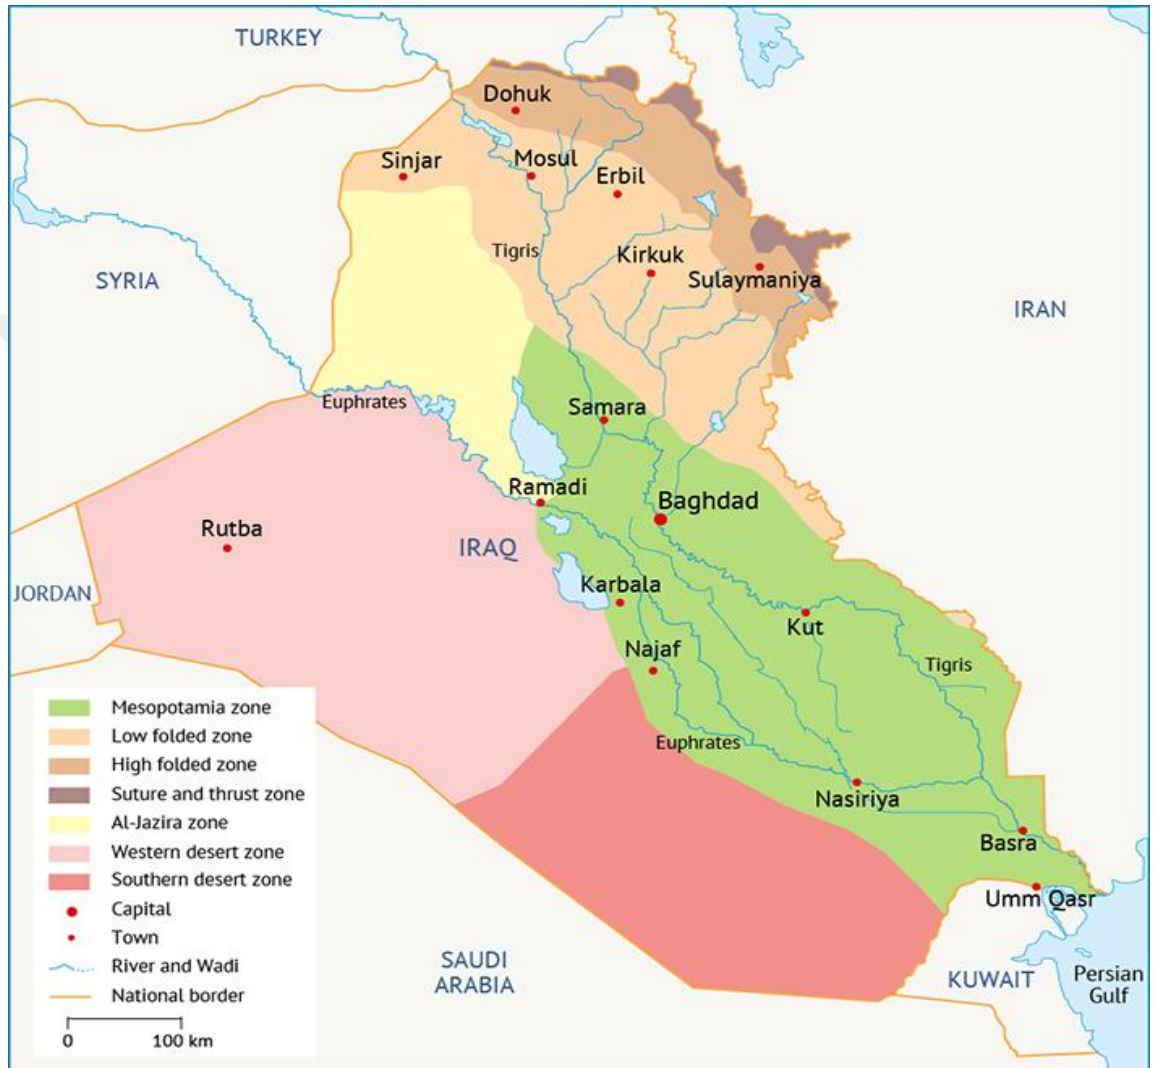 TURKEY
Dohuk
Sinjar
Mosul
Erbil
Tigris
Kirkuk
Sulaymaniya
SYRIA
IRAN
Euphrates
Samara
Ramadi
Baghdad
Rutba
IRAQ
JORDAN
Karbala
Kut
Najaf
Tigris
Euphrates
Nasiriya
Basra
Umm Qasr
SAUDI
ARABIA
KUWAIT
Persian
Gulf
Mesopotamia zone
Low folded zone
High folded zone
Suture and thrust zone
Al-Jazira zone
Western desert zone
Southern desert zone
Capital
Town
River and Wadi
National border
0 100 km